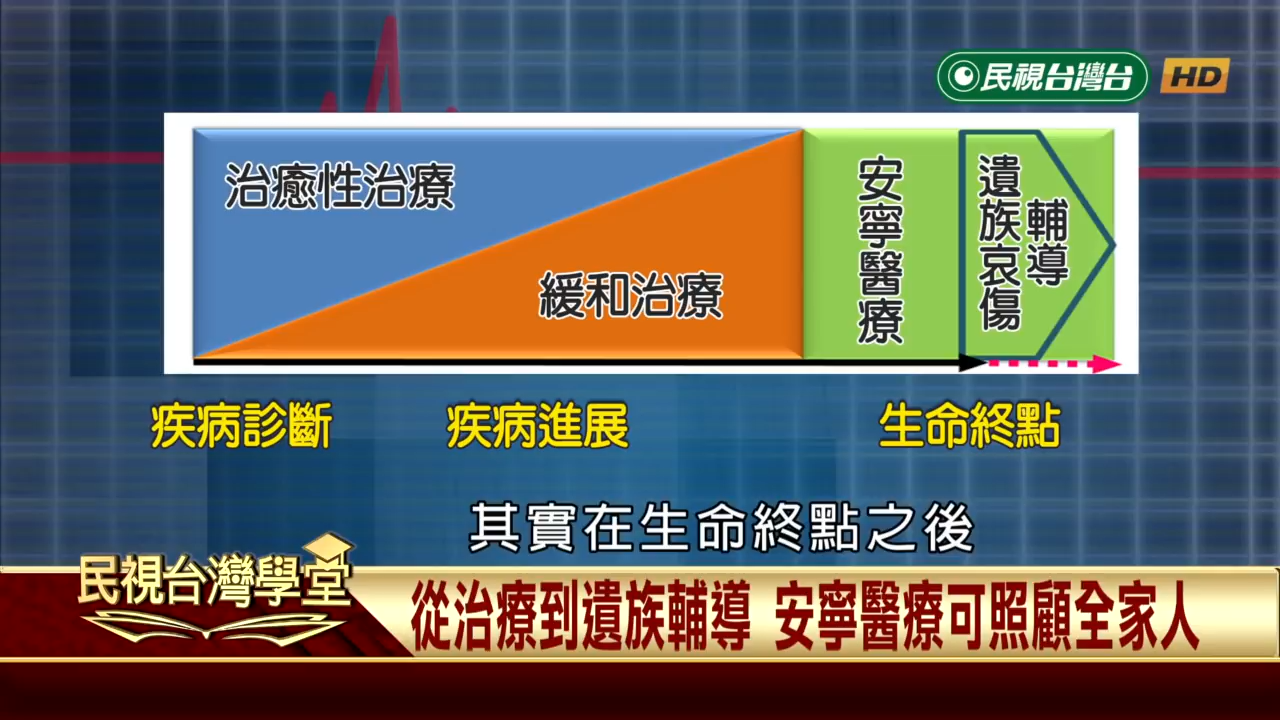 民視台灣台 HD
治癒性治療
緩和治療
安寧醫療
遺族哀傷
輔導
疾病診斷
疾病進展
生命終點
其實在生命終點之後
民視台灣學堂
從治療到遺族輔導 安寧醫療可照顧全家人